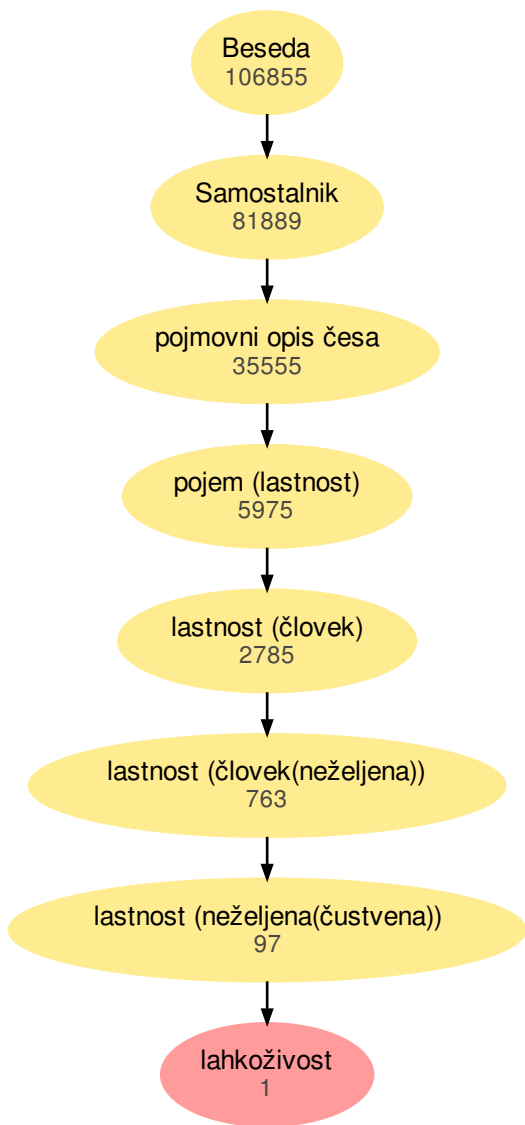 Beseda
106855
Samostalnik
81889
pojmovni opis česa
35555
pojem (lastnost)
5975
lastnost (človek)
2785
lastnost (človek(neželjena))
763
lastnost (neželjena(čustvena))
97
lahkoživost
1